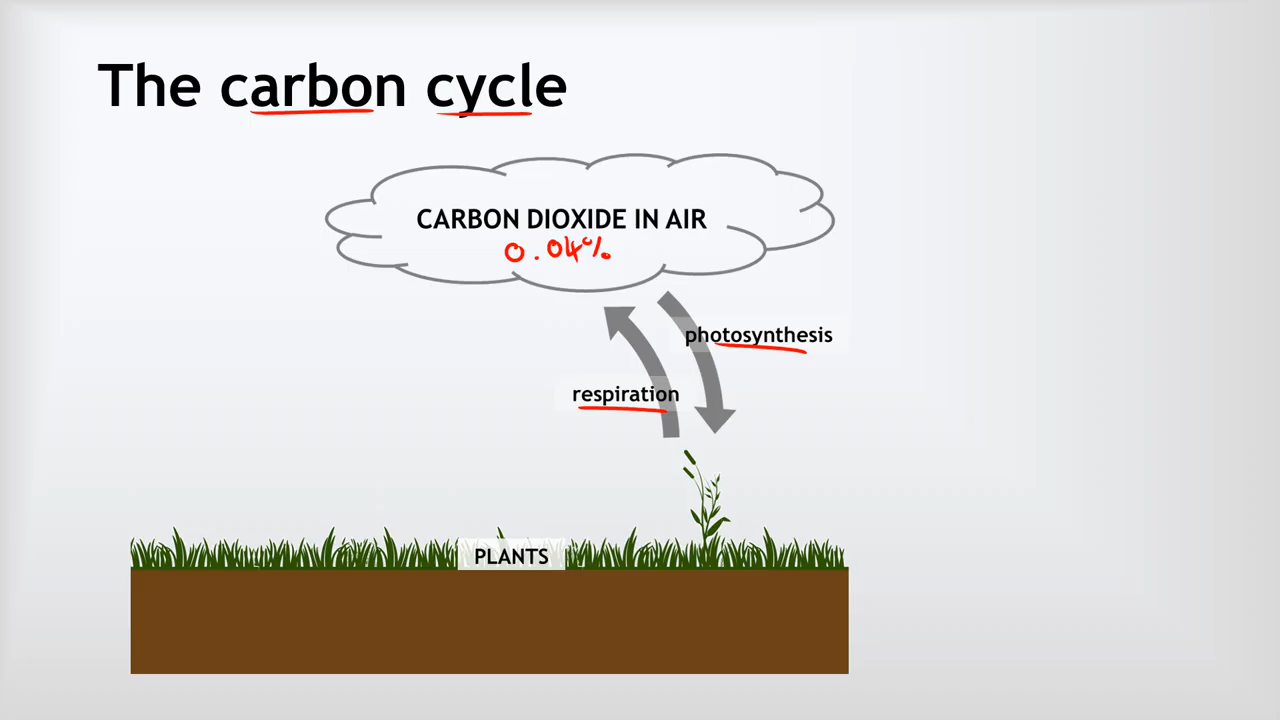 The carbon cycle
CARBON DIOXIDE IN AIR
0.04%
photosynthesis
respiration
PLANTS